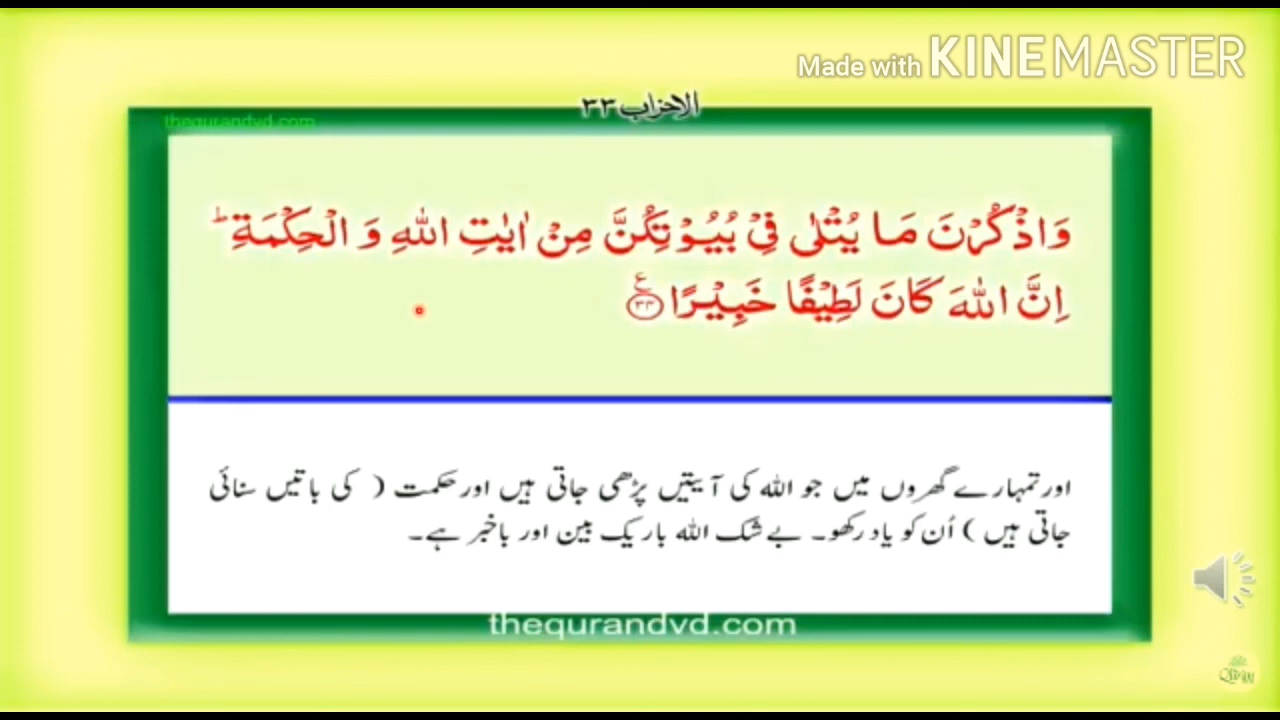 Made with KINEMASTER
الاحزاب ۳۳
thequrandvd.com
وَاذْكُرْنَ مَا يُتْلٰى فِيْ بُيُوْتِكُنَّ مِنْ اٰيٰتِ اللّٰهِ وَ الْحِكْمَةِ ؕ
اِنَّ اللّٰهَ كَانَ لَطِيْفًا خَبِيْرًا ۳۴ ع
اور تمہارے گھروں میں جو اللہ کی آیتیں پڑھی جاتی ہیں اور حکمت ( کی باتیں سنائی
جاتی ہیں ) اُن کو یاد رکھو۔ بے شک اللہ باریک بین اور باخبر ہے۔
thequrandvd.com